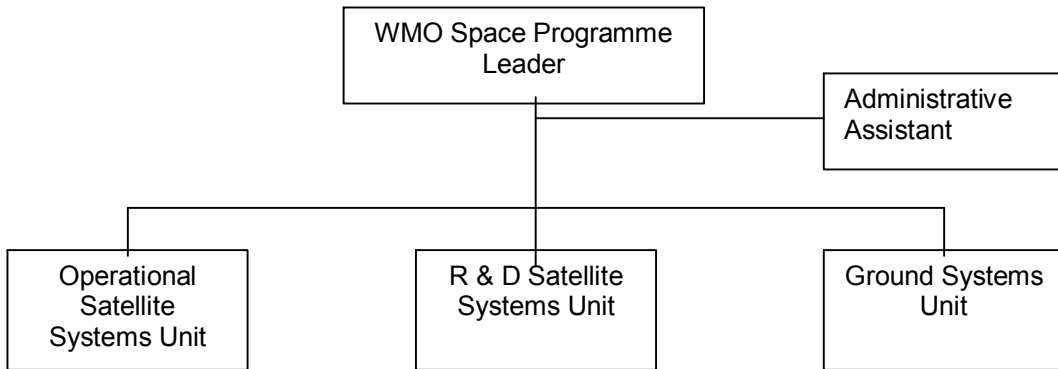 WMO Space Programme
Leader
Administrative
Assistant
Operational
Satellite
Systems Unit
R & D Satellite
Systems Unit
Ground Systems
Unit